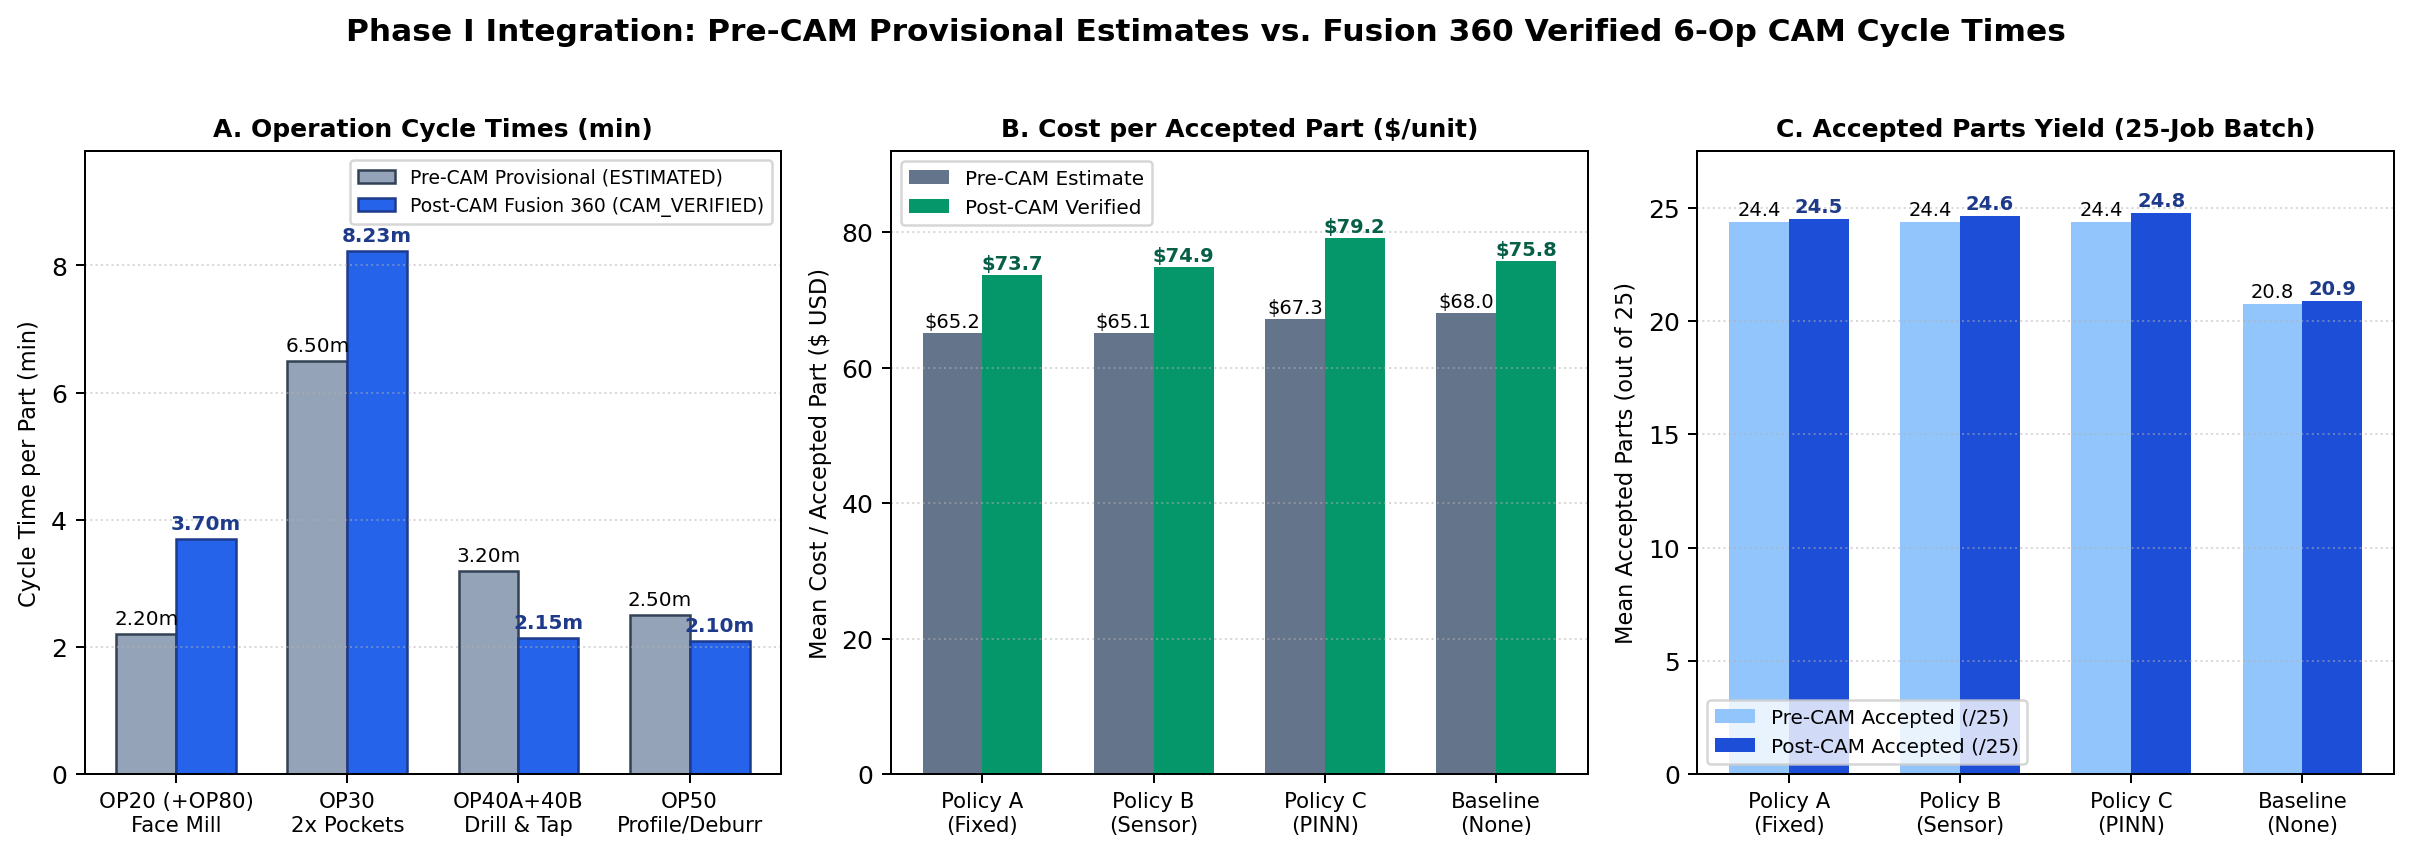 Phase I Integration: Pre-CAM Provisional Estimates vs. Fusion 360 Verified 6-Op CAM Cycle Times
A. Operation Cycle Times (min)
Cycle Time per Part (min)
8
6
4
2
0
Pre-CAM Provisional (ESTIMATED)
Post-CAM Fusion 360 (CAM_VERIFIED)
2.20m
3.70m
6.50m
8.23m
3.20m
2.15m
2.50m
2.10m
OP20 (+OP80)
Face Mill
OP30
2x Pockets
OP40A+40B
Drill & Tap
OP50
Profile/Deburr
B. Cost per Accepted Part ($/unit)
Mean Cost / Accepted Part ($ USD)
80
60
40
20
0
Pre-CAM Estimate
Post-CAM Verified
$65.2
$73.7
$65.1
$74.9
$67.3
$79.2
$68.0
$75.8
Policy A
(Fixed)
Policy B
(Sensor)
Policy C
(PINN)
Baseline
(None)
C. Accepted Parts Yield (25-Job Batch)
Mean Accepted Parts (out of 25)
25
20
15
10
5
0
24.4
24.5
24.4
24.6
24.4
24.8
20.8
20.9
Pre-CAM Accepted (/25)
Post-CAM Accepted (/25)
Policy A
(Fixed)
Policy B
(Sensor)
Policy C
(PINN)
Baseline
(None)